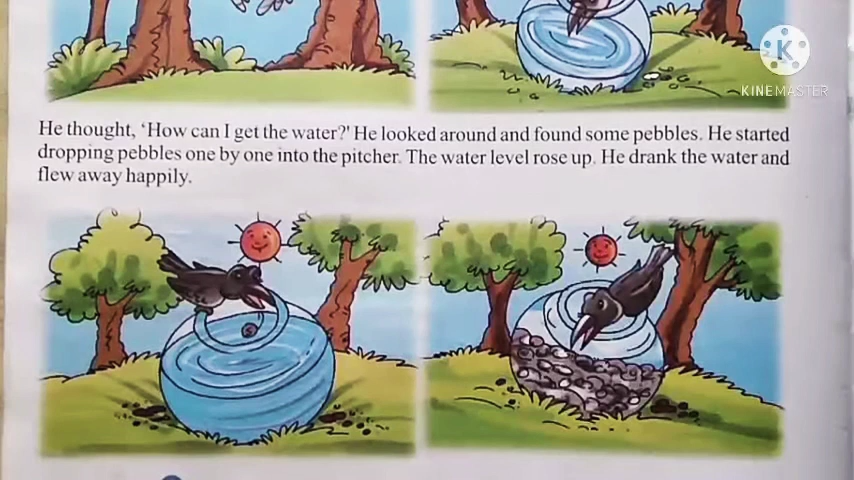 KINEMASTER
He thought, 'How can I get the water?' He looked around and found some pebbles. He started
dropping pebbles one by one into the pitcher. The water level rose up. He drank the water and
flew away happily.